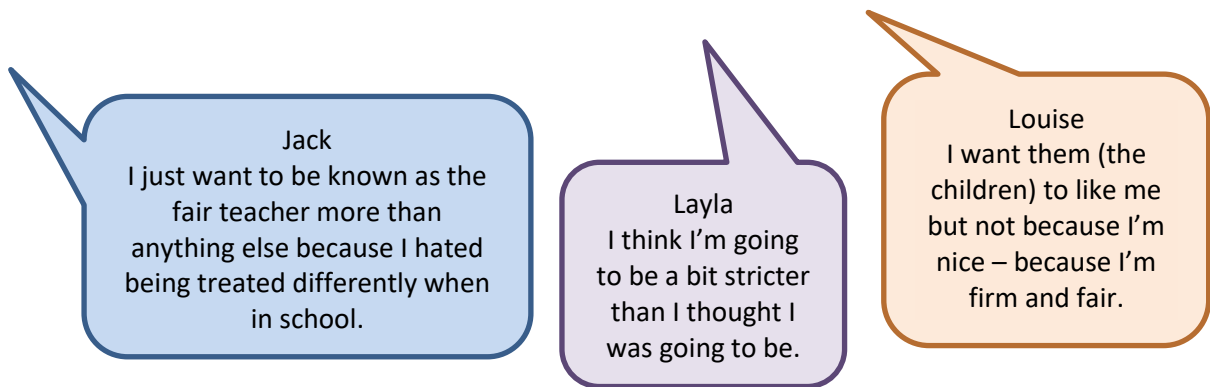 Jack
I just want to be known as the
fair teacher more than
anything else because I hated
being treated differently when
in school.
Layla
I think I’m going
to be a bit stricter
than I thought I
was going to be.
Louise
I want them (the
children) to like me
but not because I’m
nice – because I’m
firm and fair.